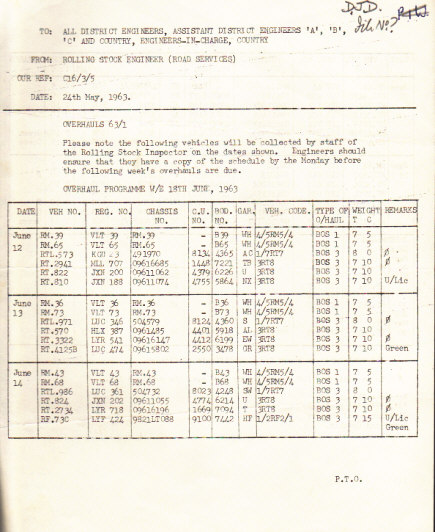 D.J.D.
File No?
TO: ALL DISTRICT ENGINEERS, ASSISTANT DISTRICT ENGINEERS 'A', 'B',
'C' AND COUNTRY, ENGINEERS-IN-CHARGE, COUNTRY
FROM: ROLLING STOCK ENGINEER (ROAD SERVICES)
OUR REF: C16/3/5
DATE: 24th May, 1963.
OVERHAULS 63/1
Please note the following vehicles will be collected by staff of
the Rolling Stock Inspector on the dates shown. Engineers should
ensure that they have a copy of the schedule by the Monday before
the following week's overhauls are due.
OVERHAUL PROGRAMME W/E 18TH JUNE, 1963
DATE VEH NO. REG. NO. CHASSIS NO. C.U. NO. BOD. NO. GAR. VEH. CODE. TYPE OF O/HAUL WEIGHT T C REMARKS
June 12 RM.39 VLT 39 RM.39 - B39 WH 4/5RM5/4 BOS 1 7 5
RM.65 VLT 65 RM.65 - B65 WH 4/5RM5/4 BOS 1 7 5
RTL.573 KGU 491970 8134 4365 AC 1/7RT7 BOS 3 8 0 Ø
RT.2941 707 09616685 1448 7221 TB 3RT8 BOS 3 7 10 Ø
RT.822 JXN 200 09611062 4379 6226 U 3RT8 BOS 3 7 10
RT.810 JXN 188 09611074 4755 5864 NX 3RT8 BOS 3 7 10 U/Lic
June 13 RM.36 VLT 36 RM.36 - B36 WH 4/5RM5/4 BOS 1 7 5
RM.73 VLT 73 RM.73 - B73 WH 4/5RM5/4 BOS 1 7 5
RTL.971 LUC 346 504579 8124 4360 S 1/7RT7 BOS 3 8 0 Ø
RT.570 HLX 387 0961485 4401 5918 AL 3RT8 BOS 3 7 10
RT.3322 LYR 541 09616147 4412 6199 EW 3RT8 BOS 3 7 10 Ø
RT.4125B LUC 474 09615802 2550 3478 GR 3RT8 BOS 3 7 10 Green
June 14 RM.43 VLT 43 RM.43 - B43 WH 4/5RM5/4 BOS 1 7 5
RM.68 VLT 68 RM.68 - B68 WH 4/5RM5/4 BOS 1 7 5
RTL.986 LUC 361 504732 8023 4248 SW 1/7RT7 BOS 3 8 0
RT.824 JXN 202 09611055 4774 6214 U 3RT8 BOS 3 7 10 Ø
RT.2734 LYR 718 09616196 1669 7094 T 3RT8 BOS 3 7 10 Ø
RF.730 LYF 424 9821LT088 9100 7442 HF 1/2RF2/1 BOS 3 7 15 U/Lic
Green
P.T.O.